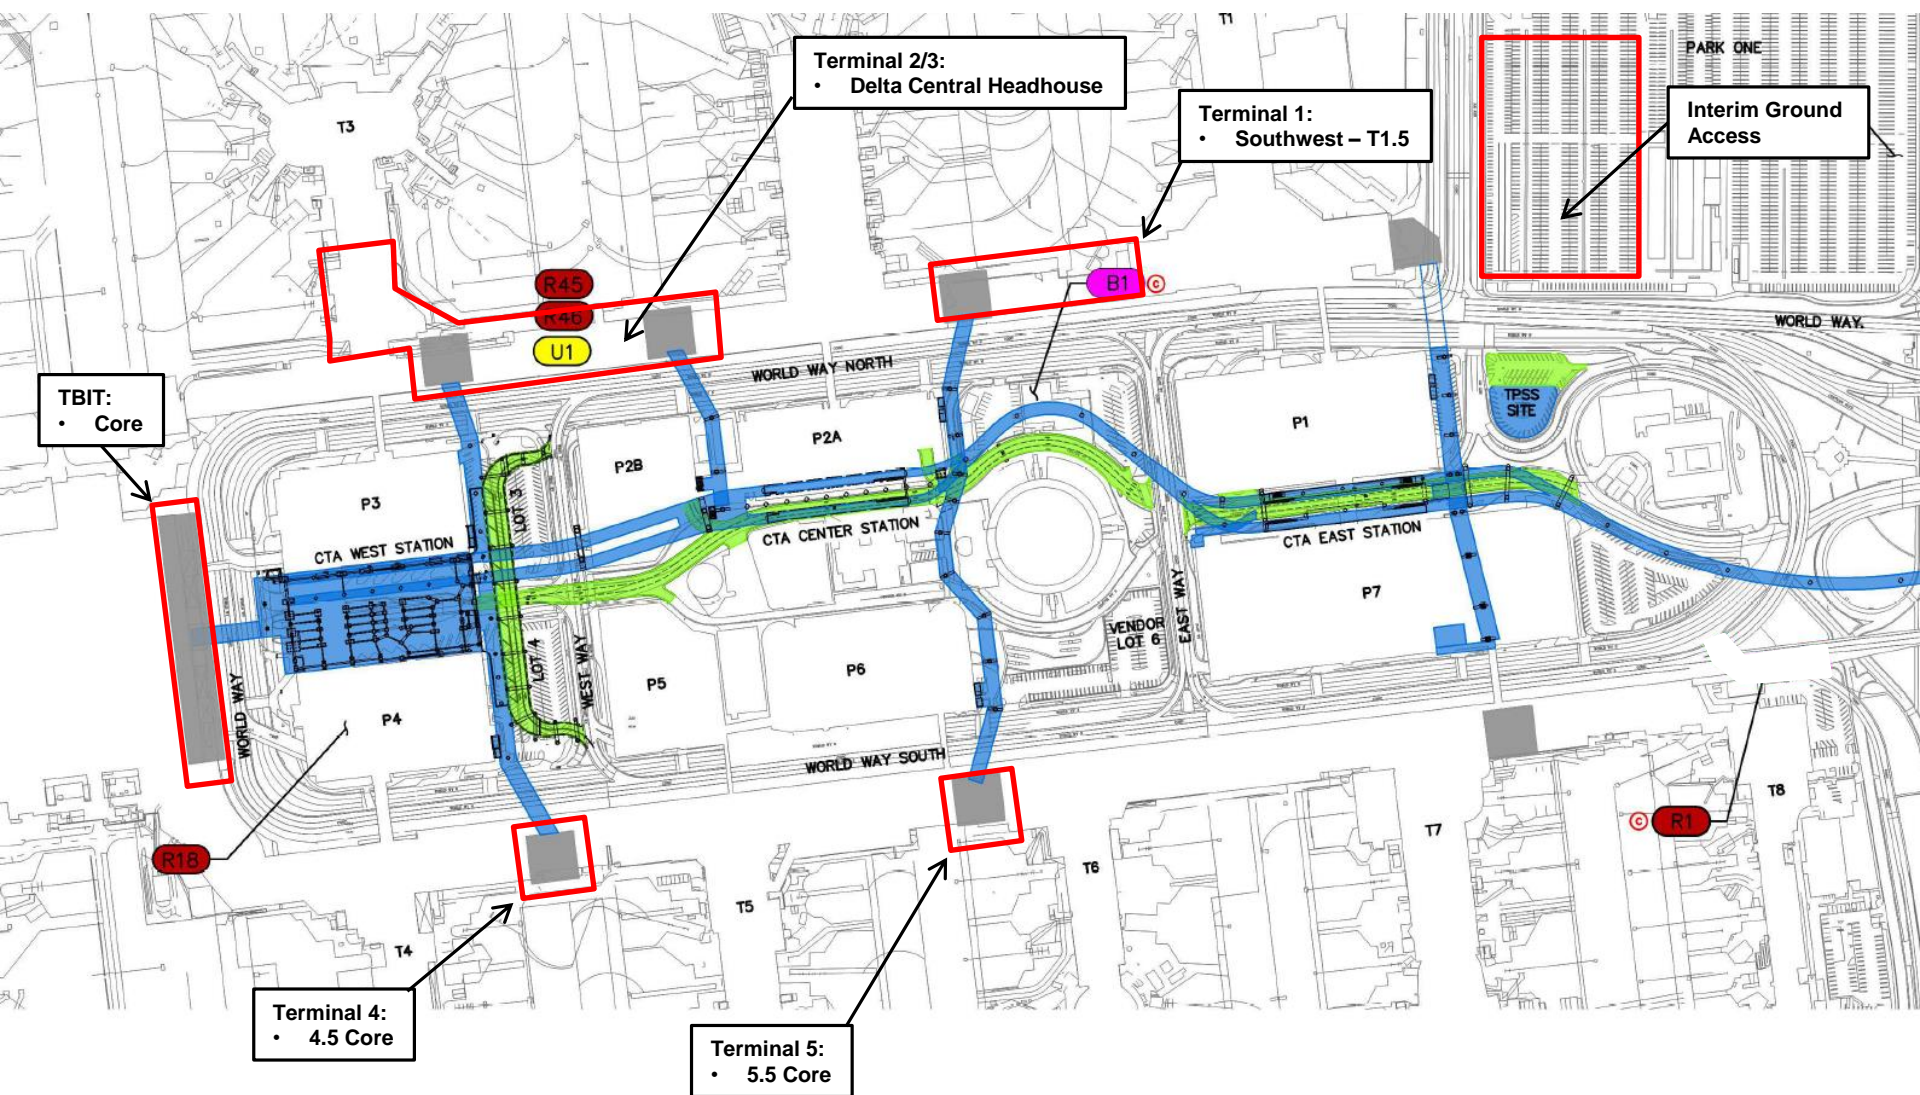 T1
PARK ONE
Terminal 2/3:
• Delta Central Headhouse
Terminal 1:
• Southwest – T1.5
Interim Ground
Access
T3
R45
R46
U1
B1
©
WORLD WAY.
WORLD WAY NORTH
TBIT:
• Core
TPSS
SITE
P1
P2A
P2B
P3
LOT 3
CTA WEST STATION
CTA CENTER STATION
CTA EAST STATION
P7
EAST WAY
VENDOR
LOT 6
LOT 4
WEST WAY
P5
P6
WORLD WAY
P4
WORLD WAY SOUTH
T8
© R1
T7
R18
T6
T5
T4
Terminal 4:
• 4.5 Core
Terminal 5:
• 5.5 Core